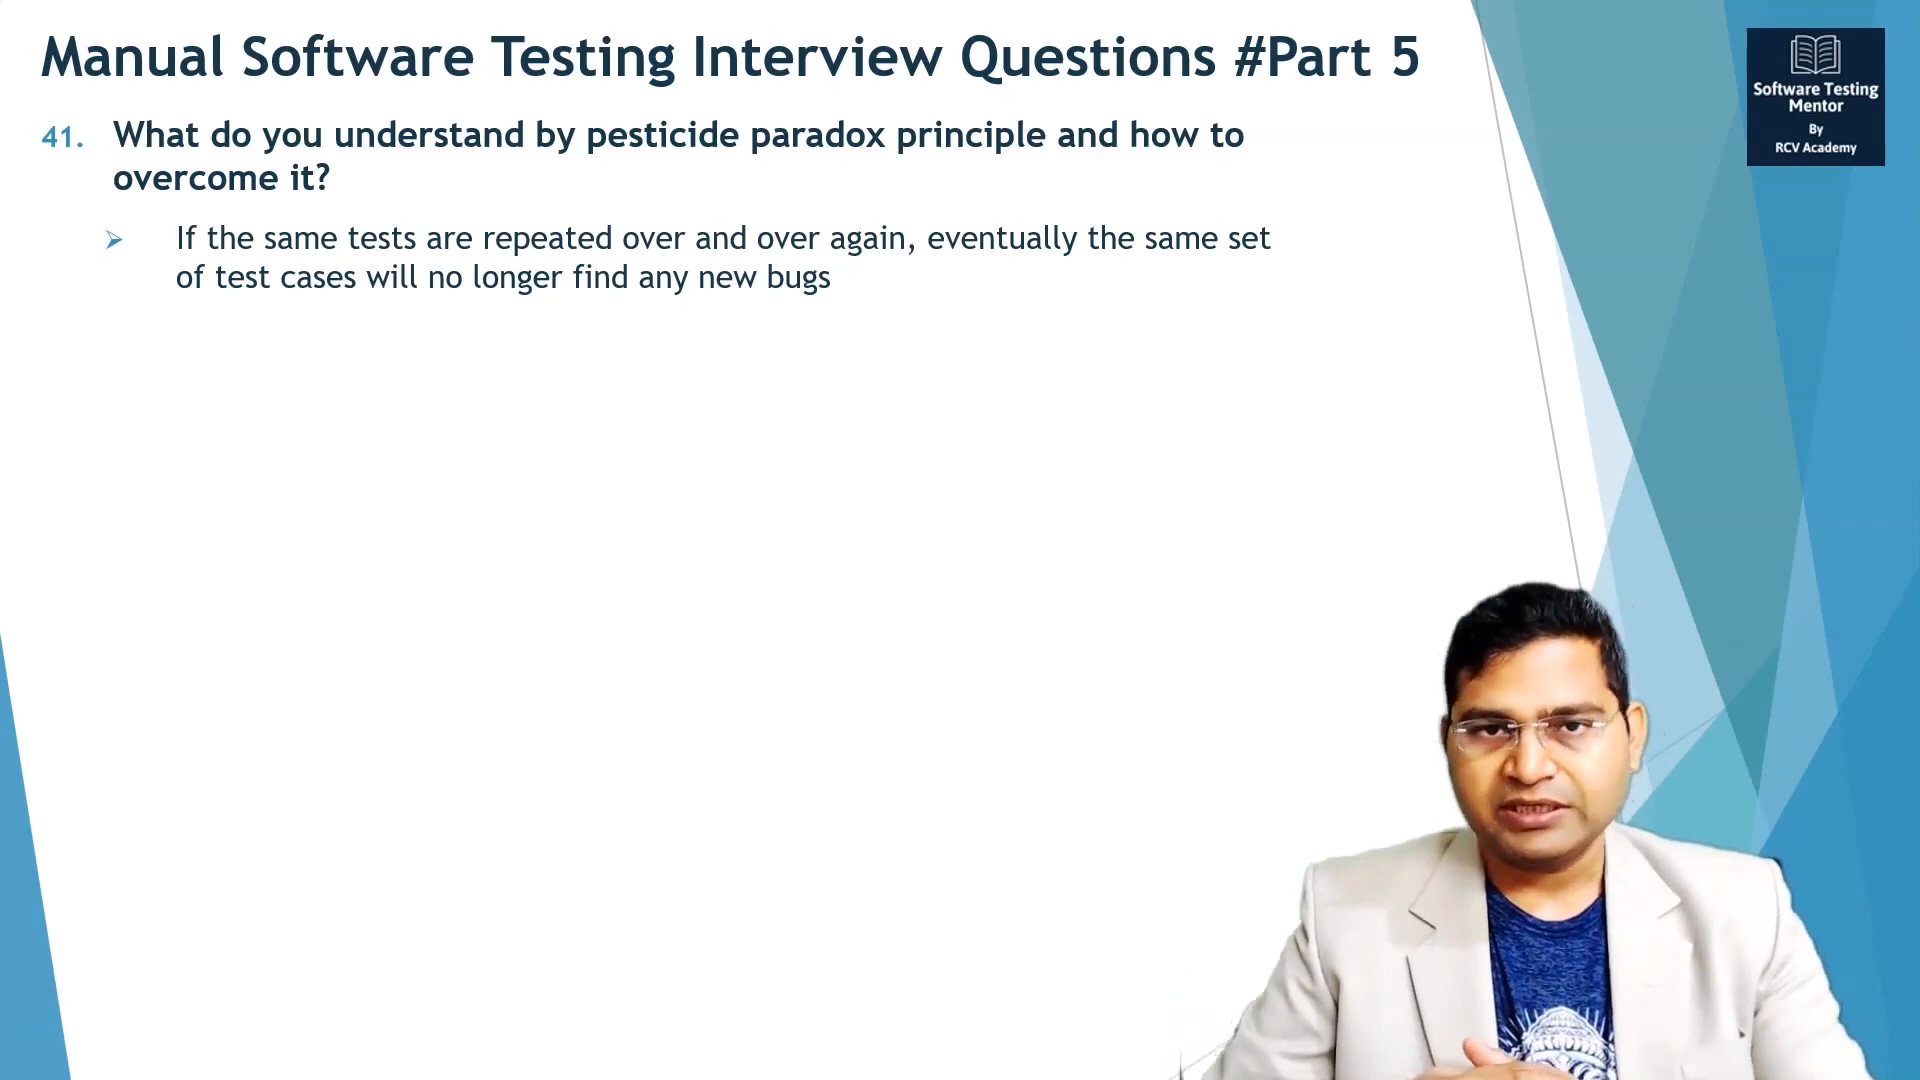 Manual Software Testing Interview Questions #Part 5
Software Testing
Mentor
By
RCV Academy
41. What do you understand by pesticide paradox principle and how to
overcome it?
If the same tests are repeated over and over again, eventually the same set
of test cases will no longer find any new bugs